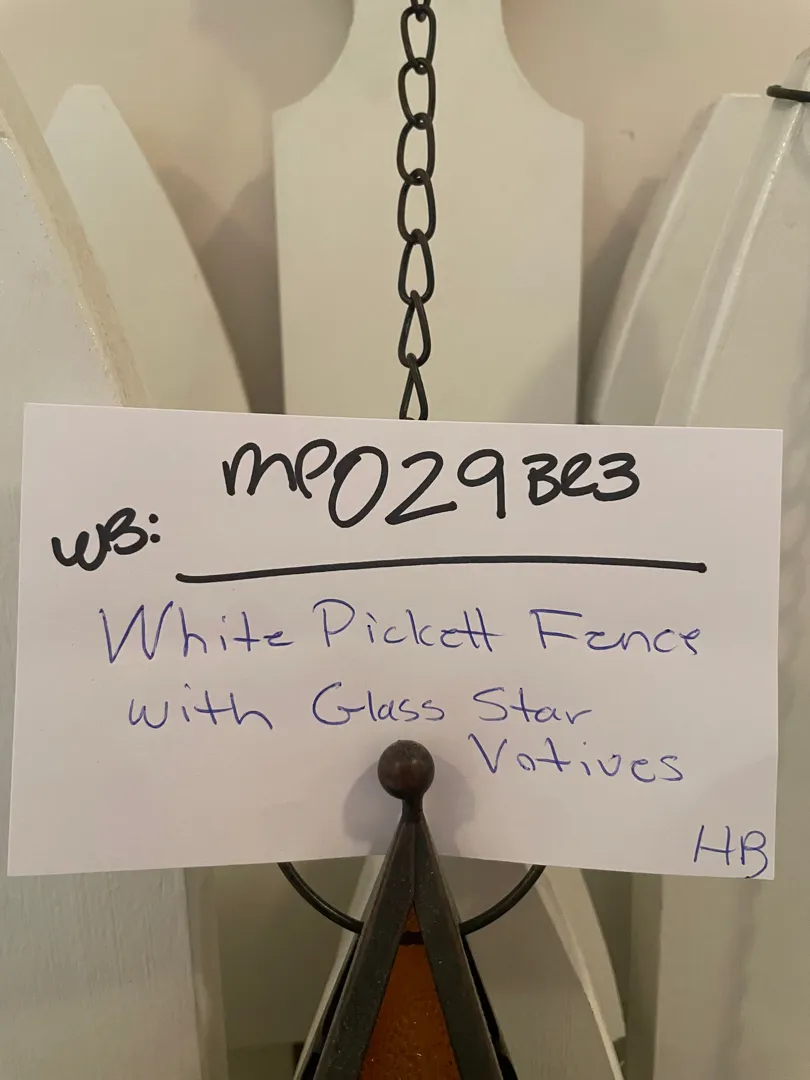 MP029BR3
WB:
White Pickett Fence
with Glass Star
Votives
HB